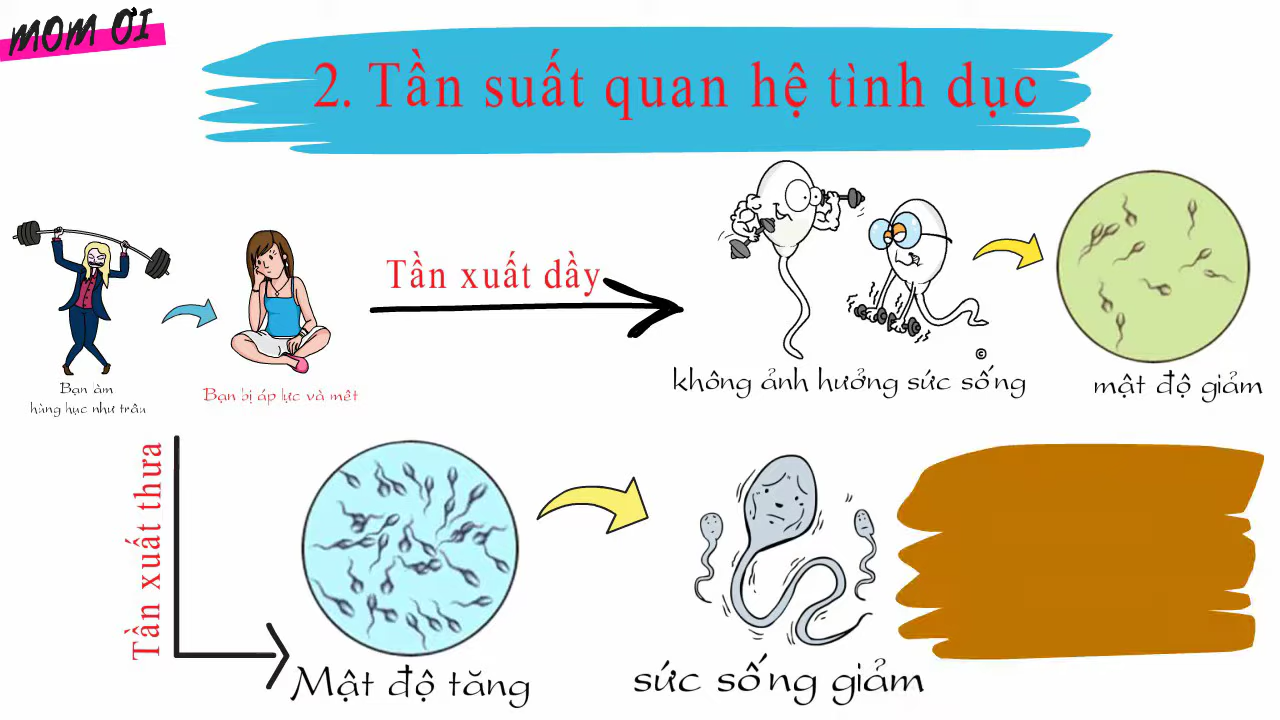 MOM ƠI
2. Tần suất quan hệ tình dục
Tần xuất dầy
Bạn làm
hùng hục như trâu
Bạn bị áp lực và mêt
không ảnh hưởng sức sống
©
mật độ giảm
Tần xuất thưa
Mật độ tăng
sức sống giảm